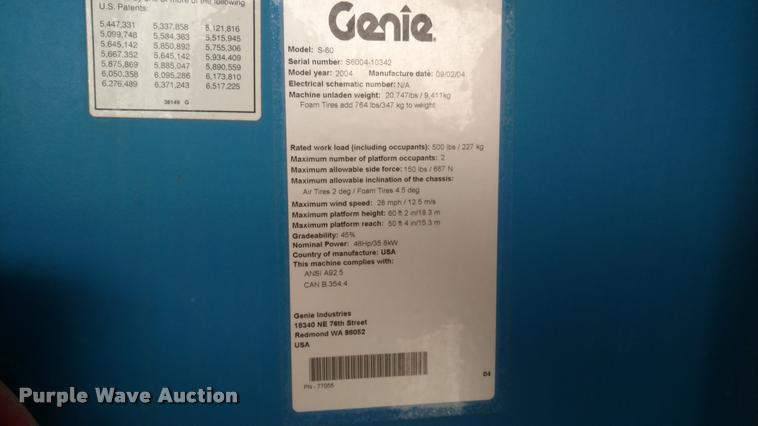 U.S. Patents:
5,447,331 5,337,858 5,121,816
5,099,748 5,584,383 5,515,945
5,645,142 5,850,892 5,755,306
5,667,352 5,645,142 5,934,409
5,875,869 5,885,047 5,890,559
6,050,358 6,095,286 6,173,810
6,276,489 6,371,243 6,517,225
38149 G
Genie
Model: S-60
Serial number: S6004-10342
Model year: 2004 Manufacture date: 09/02/04
Electrical schematic number: N/A
Machine unladen weight: 20,747lbs / 9,411kg
Foam Tires add 764 lbs/347 kg to weight
Rated work load (including occupants): 500 lbs / 227 kg
Maximum number of platform occupants: 2
Maximum allowable side force: 150 lbs / 667 N
Maximum allowable inclination of the chassis:
Air Tires 2 deg / Foam Tires 4.5 deg
Maximum wind speed: 28 mph / 12.5 m/s
Maximum platform height: 60 ft 2 in/18.3 m
Maximum platform reach: 50 ft 4 in/15.3 m
Gradeability: 45%
Nominal Power: 48Hp/35.8kW
Country of manufacture: USA
This machine complies with:
ANSI A92.5
CAN B.354.4
Genie Industries
18340 NE 76th Street
Redmond WA 98052
USA
PN - 77055
04
Purple Wave Auction